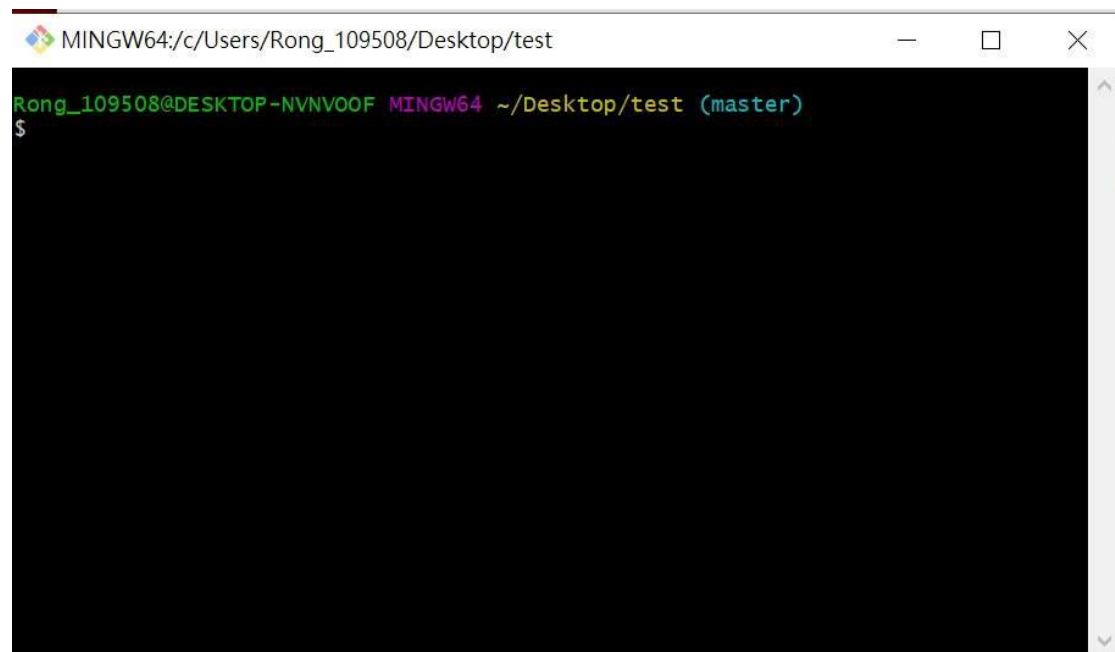 MINGW64:/c/Users/Rong_109508/Desktop/test
Rong_109508@DESKTOP-NVNVOOF MINGW64 ~/Desktop/test (master)
$